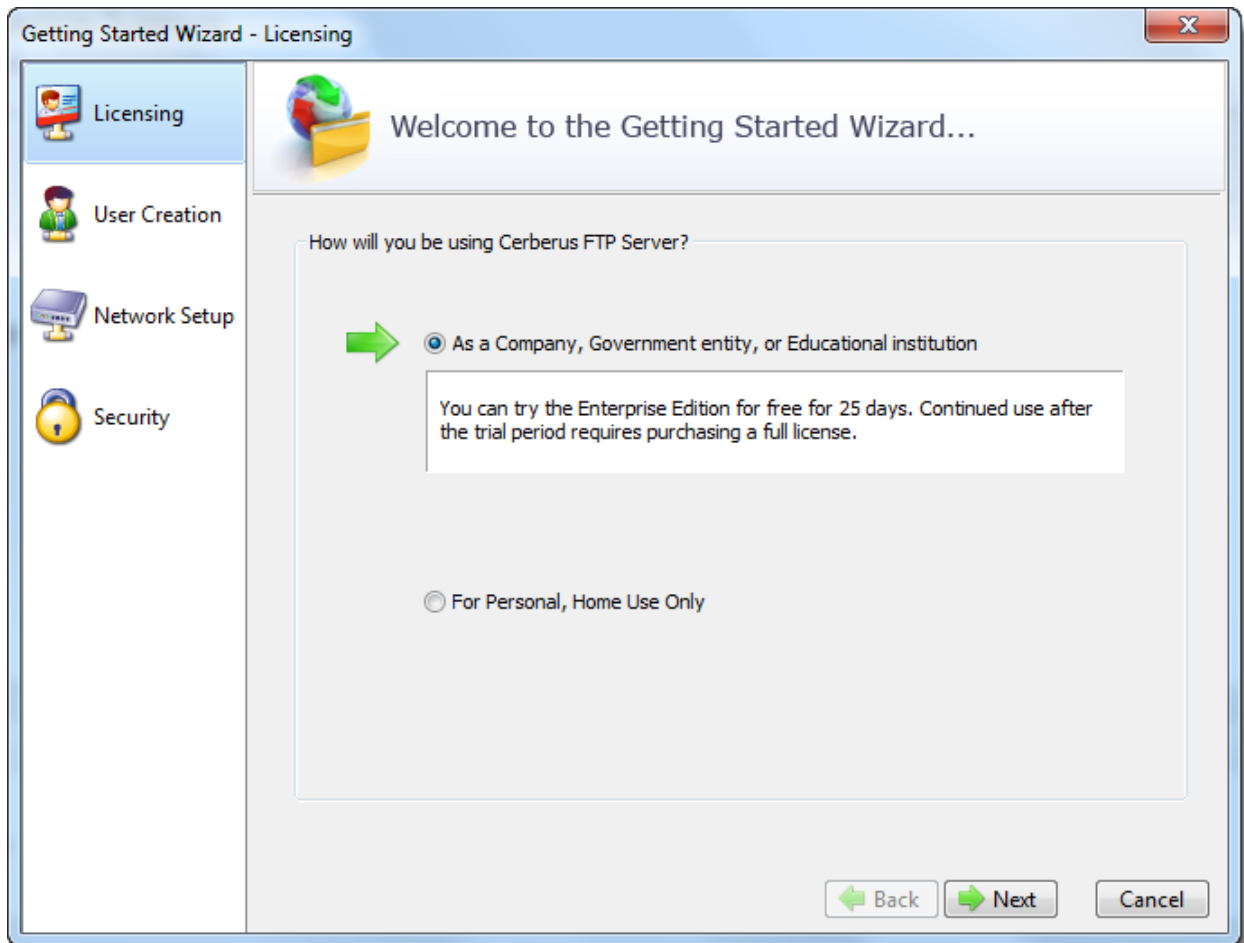 Getting Started Wizard - Licensing
Licensing
User Creation
Network Setup
Security
Welcome to the Getting Started Wizard...
How will you be using Cerberus FTP Server?
As a Company, Government entity, or Educational institution
You can try the Enterprise Edition for free for 25 days. Continued use after
the trial period requires purchasing a full license.
For Personal, Home Use Only
Back
Next
Cancel